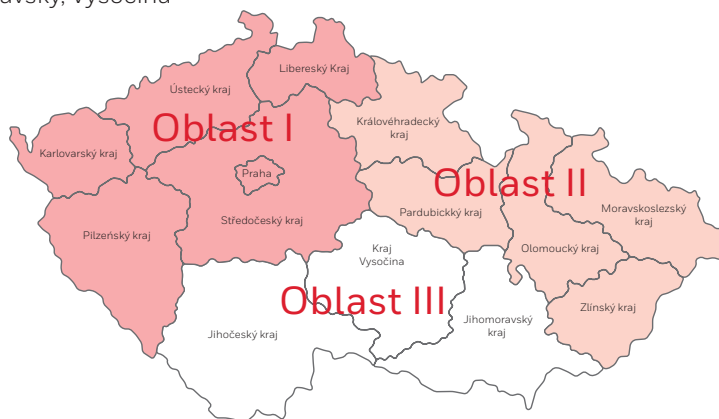 avský, Vysočina
Libereský Kraj
Ústecký kraj
Oblast I
Královéhradecký
kraj
Karlovarský kraj
Praha
Oblast II
Pardubický kraj
Moravskoslezský
kraj
Středočeský kraj
Pilzeňský kraj
Kraj
Vysočina
Olomoucký kraj
Oblast III
Zlínský kraj
Jihomoravský
kraj
Jihočeský kraj